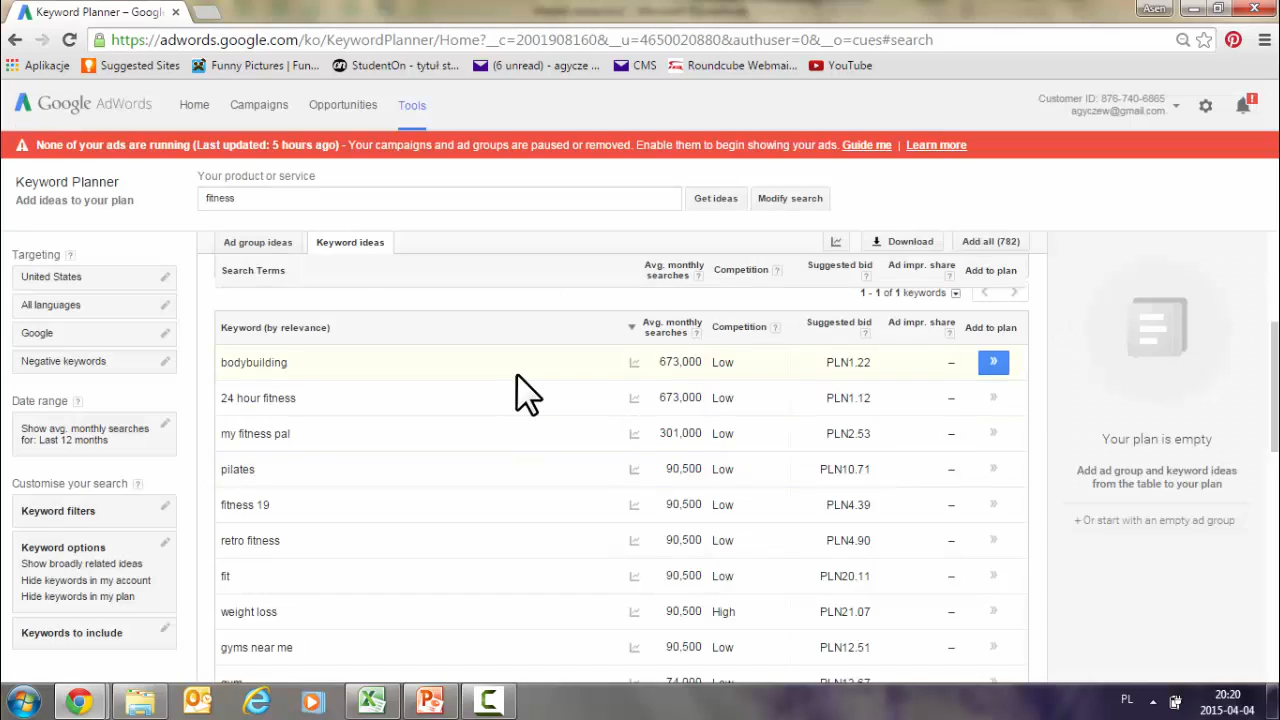 Keyword Planner – Googl
Asen
https://adwords.google.com/ko/KeywordPlanner/Home?__c=2001908160&__u=4650020880&authuser=0&__o=cues#search
Aplikacje Suggested Sites Funny Pictures | Fun... StudentOn - tytuł st... (6 unread) - agycze ... CMS Roundcube Webmai... YouTube
Google AdWords Home Campaigns Opportunities Tools
Customer ID: 876-740-6865
agyczew@gmail.com
None of your ads are running (Last updated: 5 hours ago) - Your campaigns and ad groups are paused or removed. Enable them to begin showing your ads. Guide me | Learn more
Keyword Planner
Add ideas to your plan
Your product or service
fitness Get ideas Modify search
Targeting ?
United States
All languages
Google
Negative keywords
Date range ?
Show avg. monthly searches
for: Last 12 months
Customise your search ?
Keyword filters
Keyword options
Show broadly related ideas
Hide keywords in my account
Hide keywords in my plan
Keywords to include
Ad group ideas Keyword ideas Download Add all (782)
Search Terms Avg. monthly searches ? Competition ? Suggested bid ? Ad impr. share ? Add to plan
1 - 1 of 1 keywords
Keyword (by relevance) Avg. monthly searches ? Competition ? Suggested bid ? Ad impr. share ? Add to plan
bodybuilding 673,000 Low PLN1.22 – »
24 hour fitness 673,000 Low PLN1.12 – »
my fitness pal 301,000 Low PLN2.53 – »
pilates 90,500 Low PLN10.71 – »
fitness 19 90,500 Low PLN4.39 – »
retro fitness 90,500 Low PLN4.90 – »
fit 90,500 Low PLN20.11 – »
weight loss 90,500 High PLN21.07 – »
gyms near me 90,500 Low PLN12.51 – »
gym 74,000 Low PLN12.67 – »
Your plan is empty
Add ad group and keyword ideas
from the table to your plan
+ Or start with an empty ad group
PL
20:20
2015-04-04